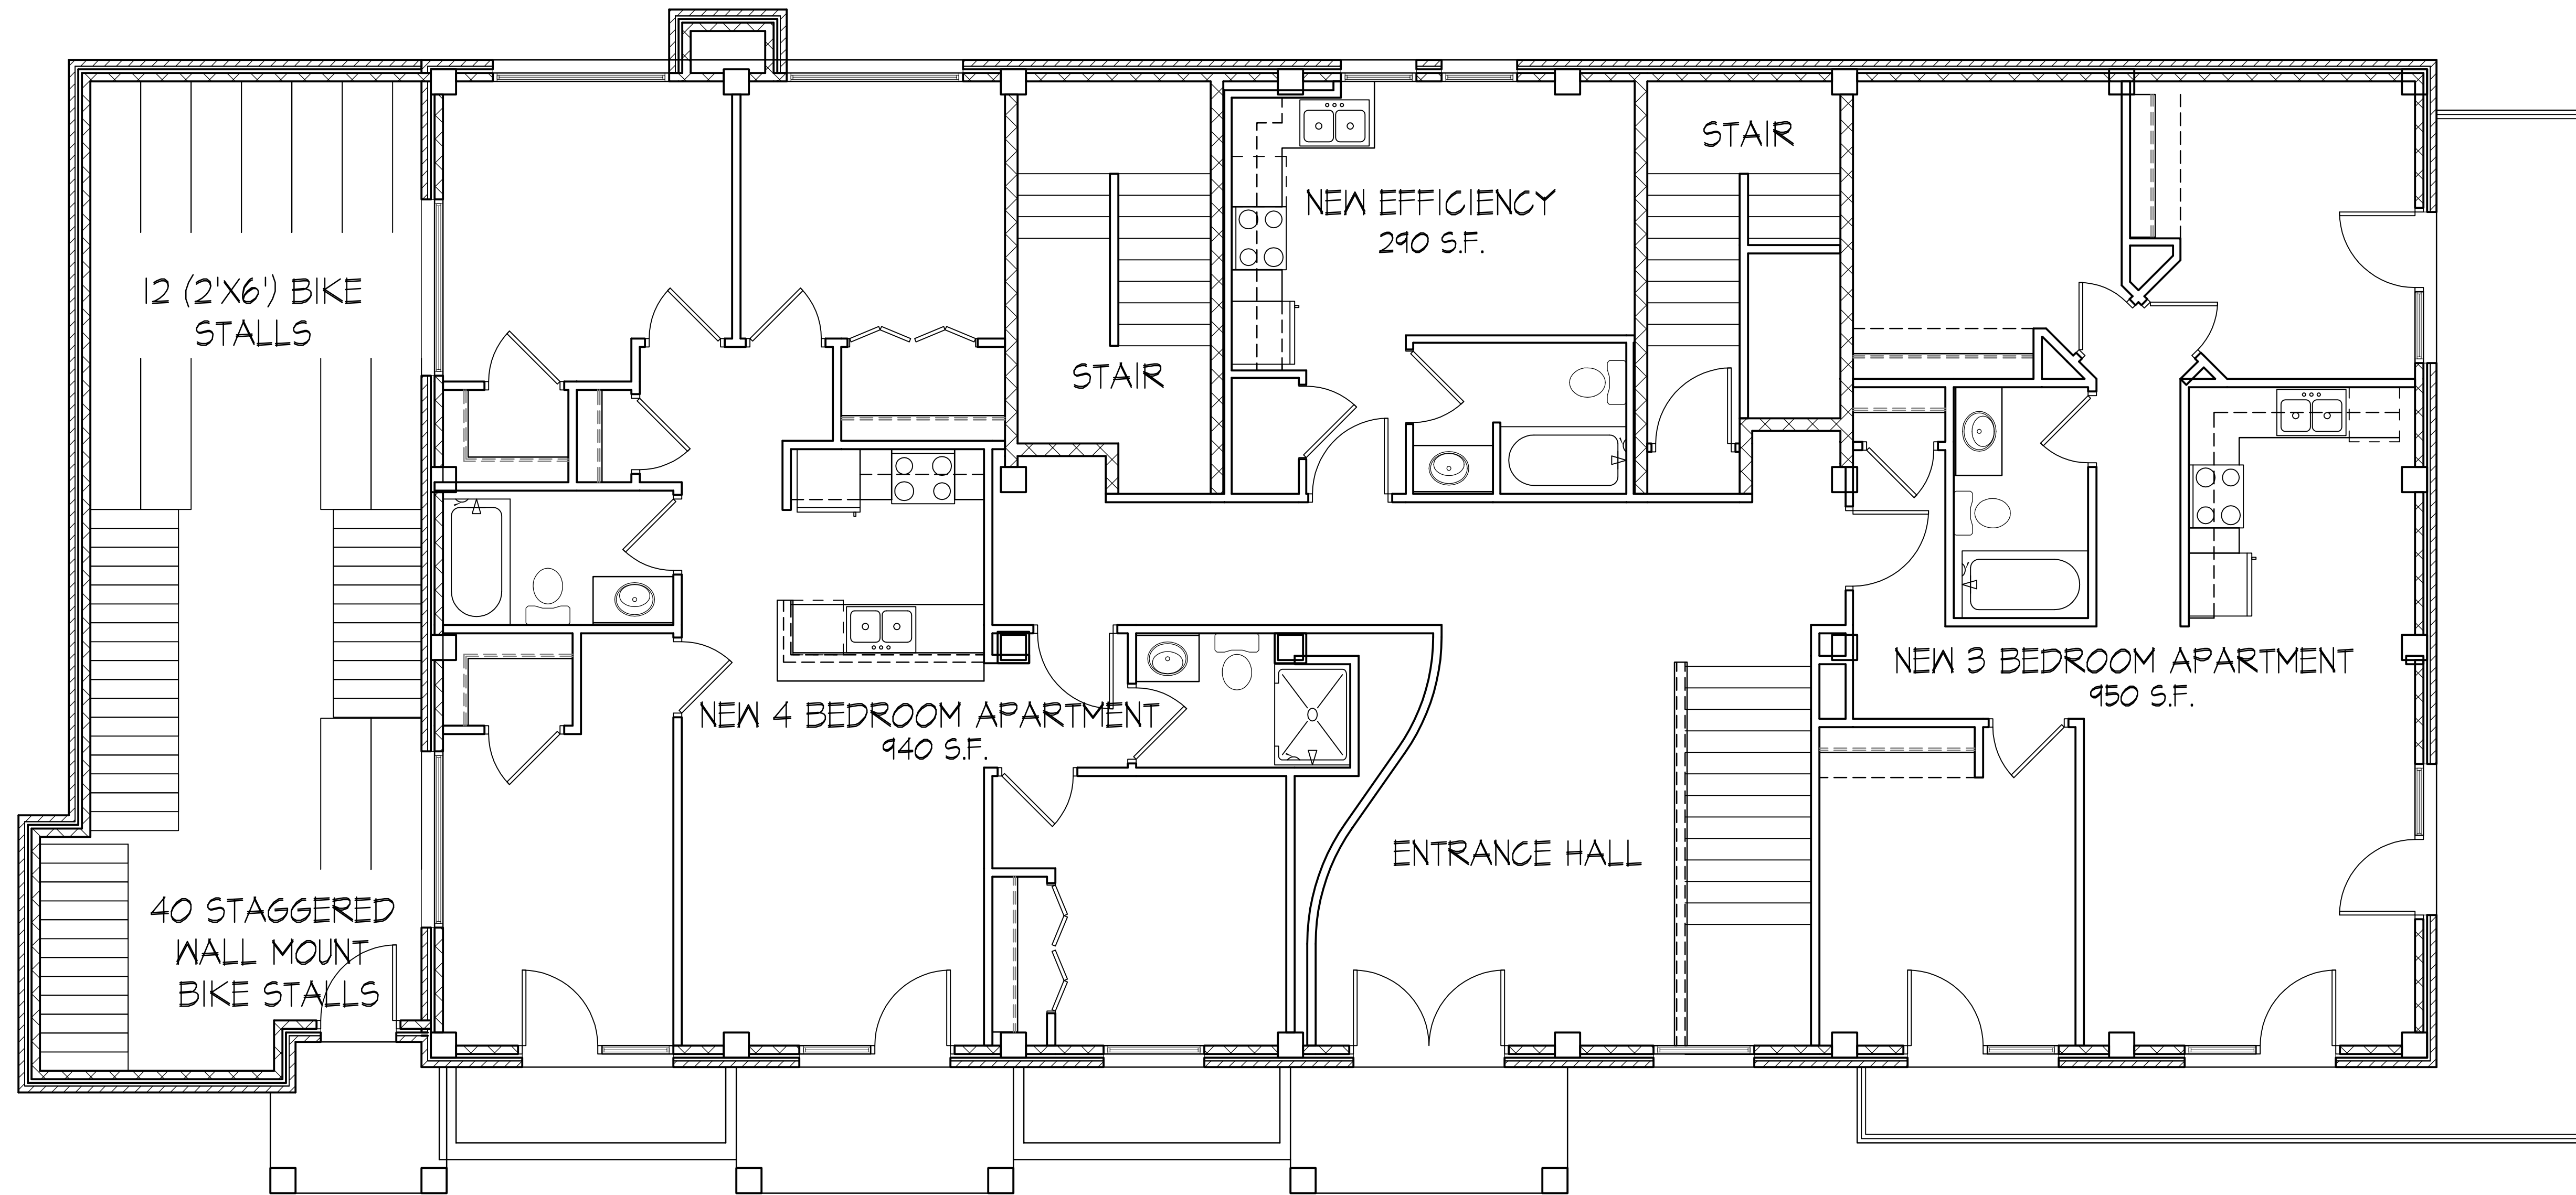 STAIR
NEW EFFICIENCY
290 S.F.
12 (2'X6') BIKE
STALLS
STAIR
NEW 3 BEDROOM APARTMENT
950 S.F.
NEW 4 BEDROOM APARTMENT
940 S.F.
ENTRANCE HALL
40 STAGGERED
WALL MOUNT
BIKE STALLS